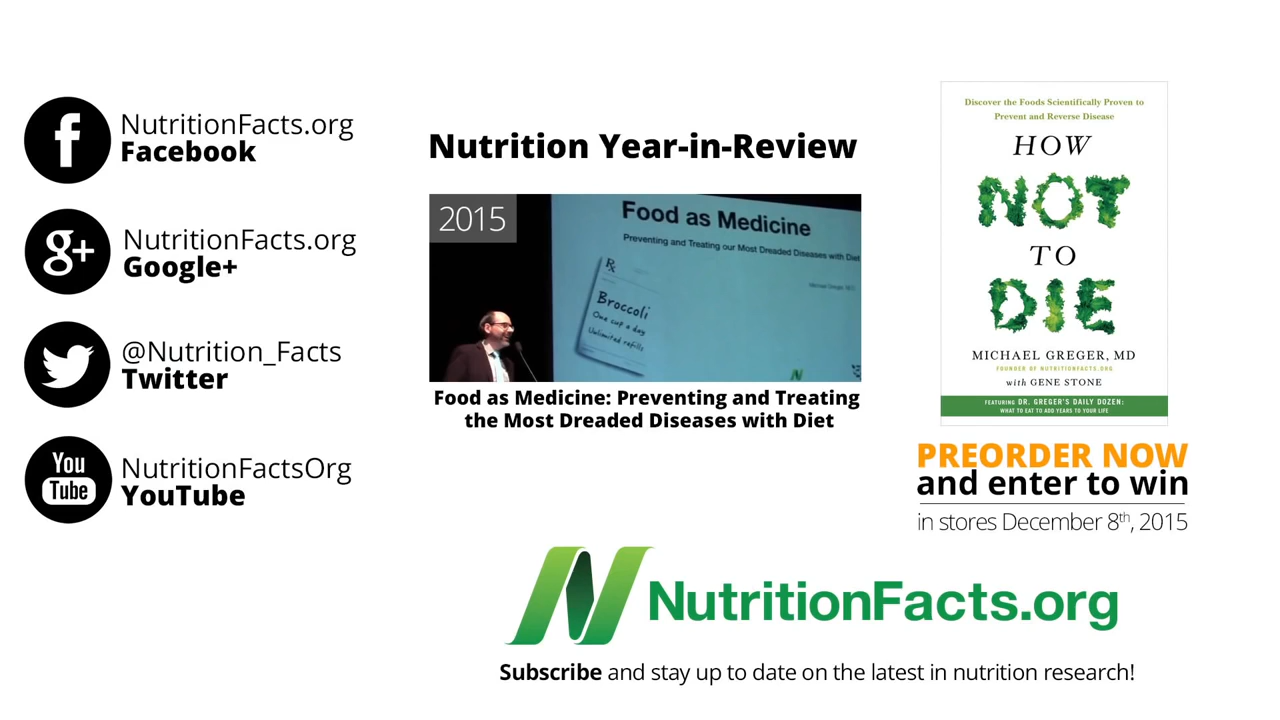 NutritionFacts.org
Facebook
g+
NutritionFacts.org
Google+
@Nutrition_Facts
Twitter
You
Tube
NutritionFactsOrg
YouTube
Nutrition Year-in-Review
2015
Food as Medicine
Preventing and Treating our Most Dreaded Diseases with Diet
Rx
Broccoli
One cup a day
Unlimited refills
Food as Medicine: Preventing and Treating
the Most Dreaded Diseases with Diet
Discover the Foods Scientifically Proven to
Prevent and Reverse Disease
HOW
NOT
TO
DIE
MICHAEL GREGER, MD
FOUNDER OF NUTRITIONFACTS.ORG
with GENE STONE
FEATURING DR. GREGER'S DAILY DOZEN:
WHAT TO EAT TO ADD YEARS TO YOUR LIFE
PREORDER NOW
and enter to win
in stores December 8th, 2015
NutritionFacts.org
Subscribe and stay up to date on the latest in nutrition research!